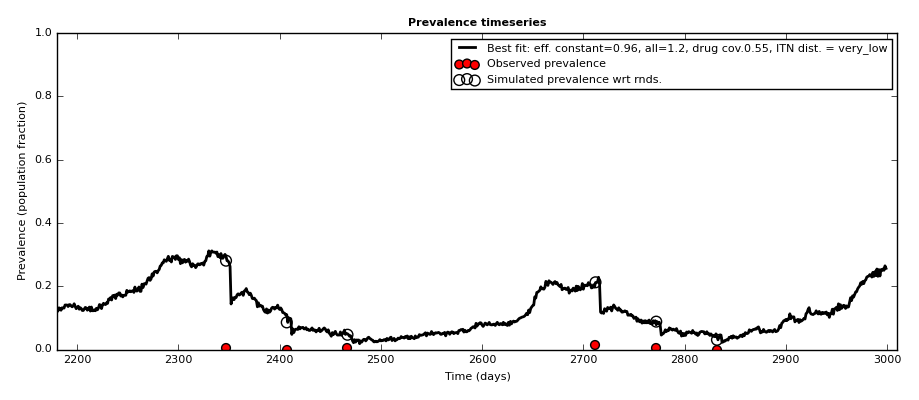 Prevalence timeseries
Best fit: eff. constant=0.96, all=1.2, drug cov.0.55, ITN dist. = very_low
Observed prevalence
Simulated prevalence wrt rnds.
Prevalence (population fraction)
1.0
0.8
0.6
0.4
0.2
0.0
2200 2300 2400 2500 2600 2700 2800 2900 3000
Time (days)